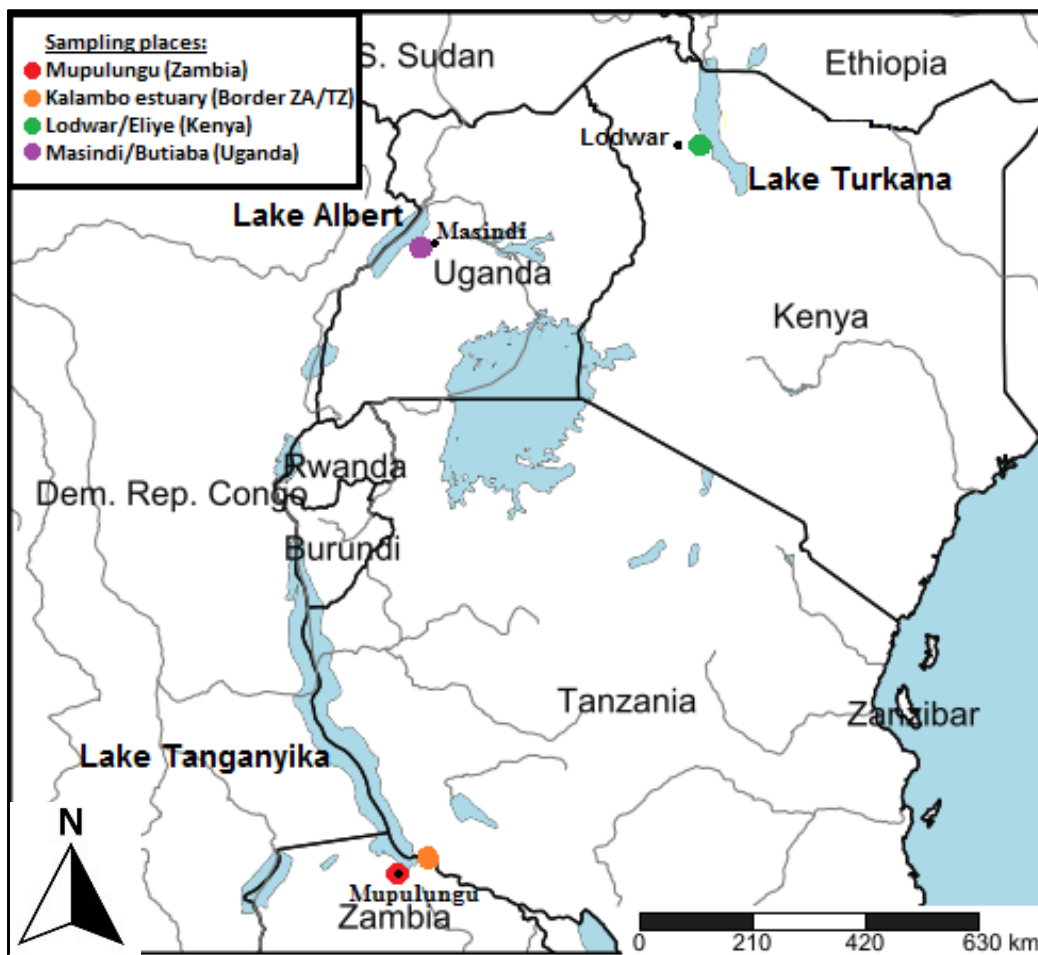 Sampling places:
Mupulungu (Zambia)
Kalambo estuary (Border ZA/TZ)
Lodwar/Eliye (Kenya)
Masindi/Butiaba (Uganda)
S. Sudan
Ethiopia
Lodwar
Lake Turkana
Lake Albert
Masindi
Uganda
Kenya
Rwanda
Dem. Rep. Congo
Burundi
Tanzania
Zanzibar
Lake Tanganyika
N
Mupulungu
Zambia
0 210 420 630 km